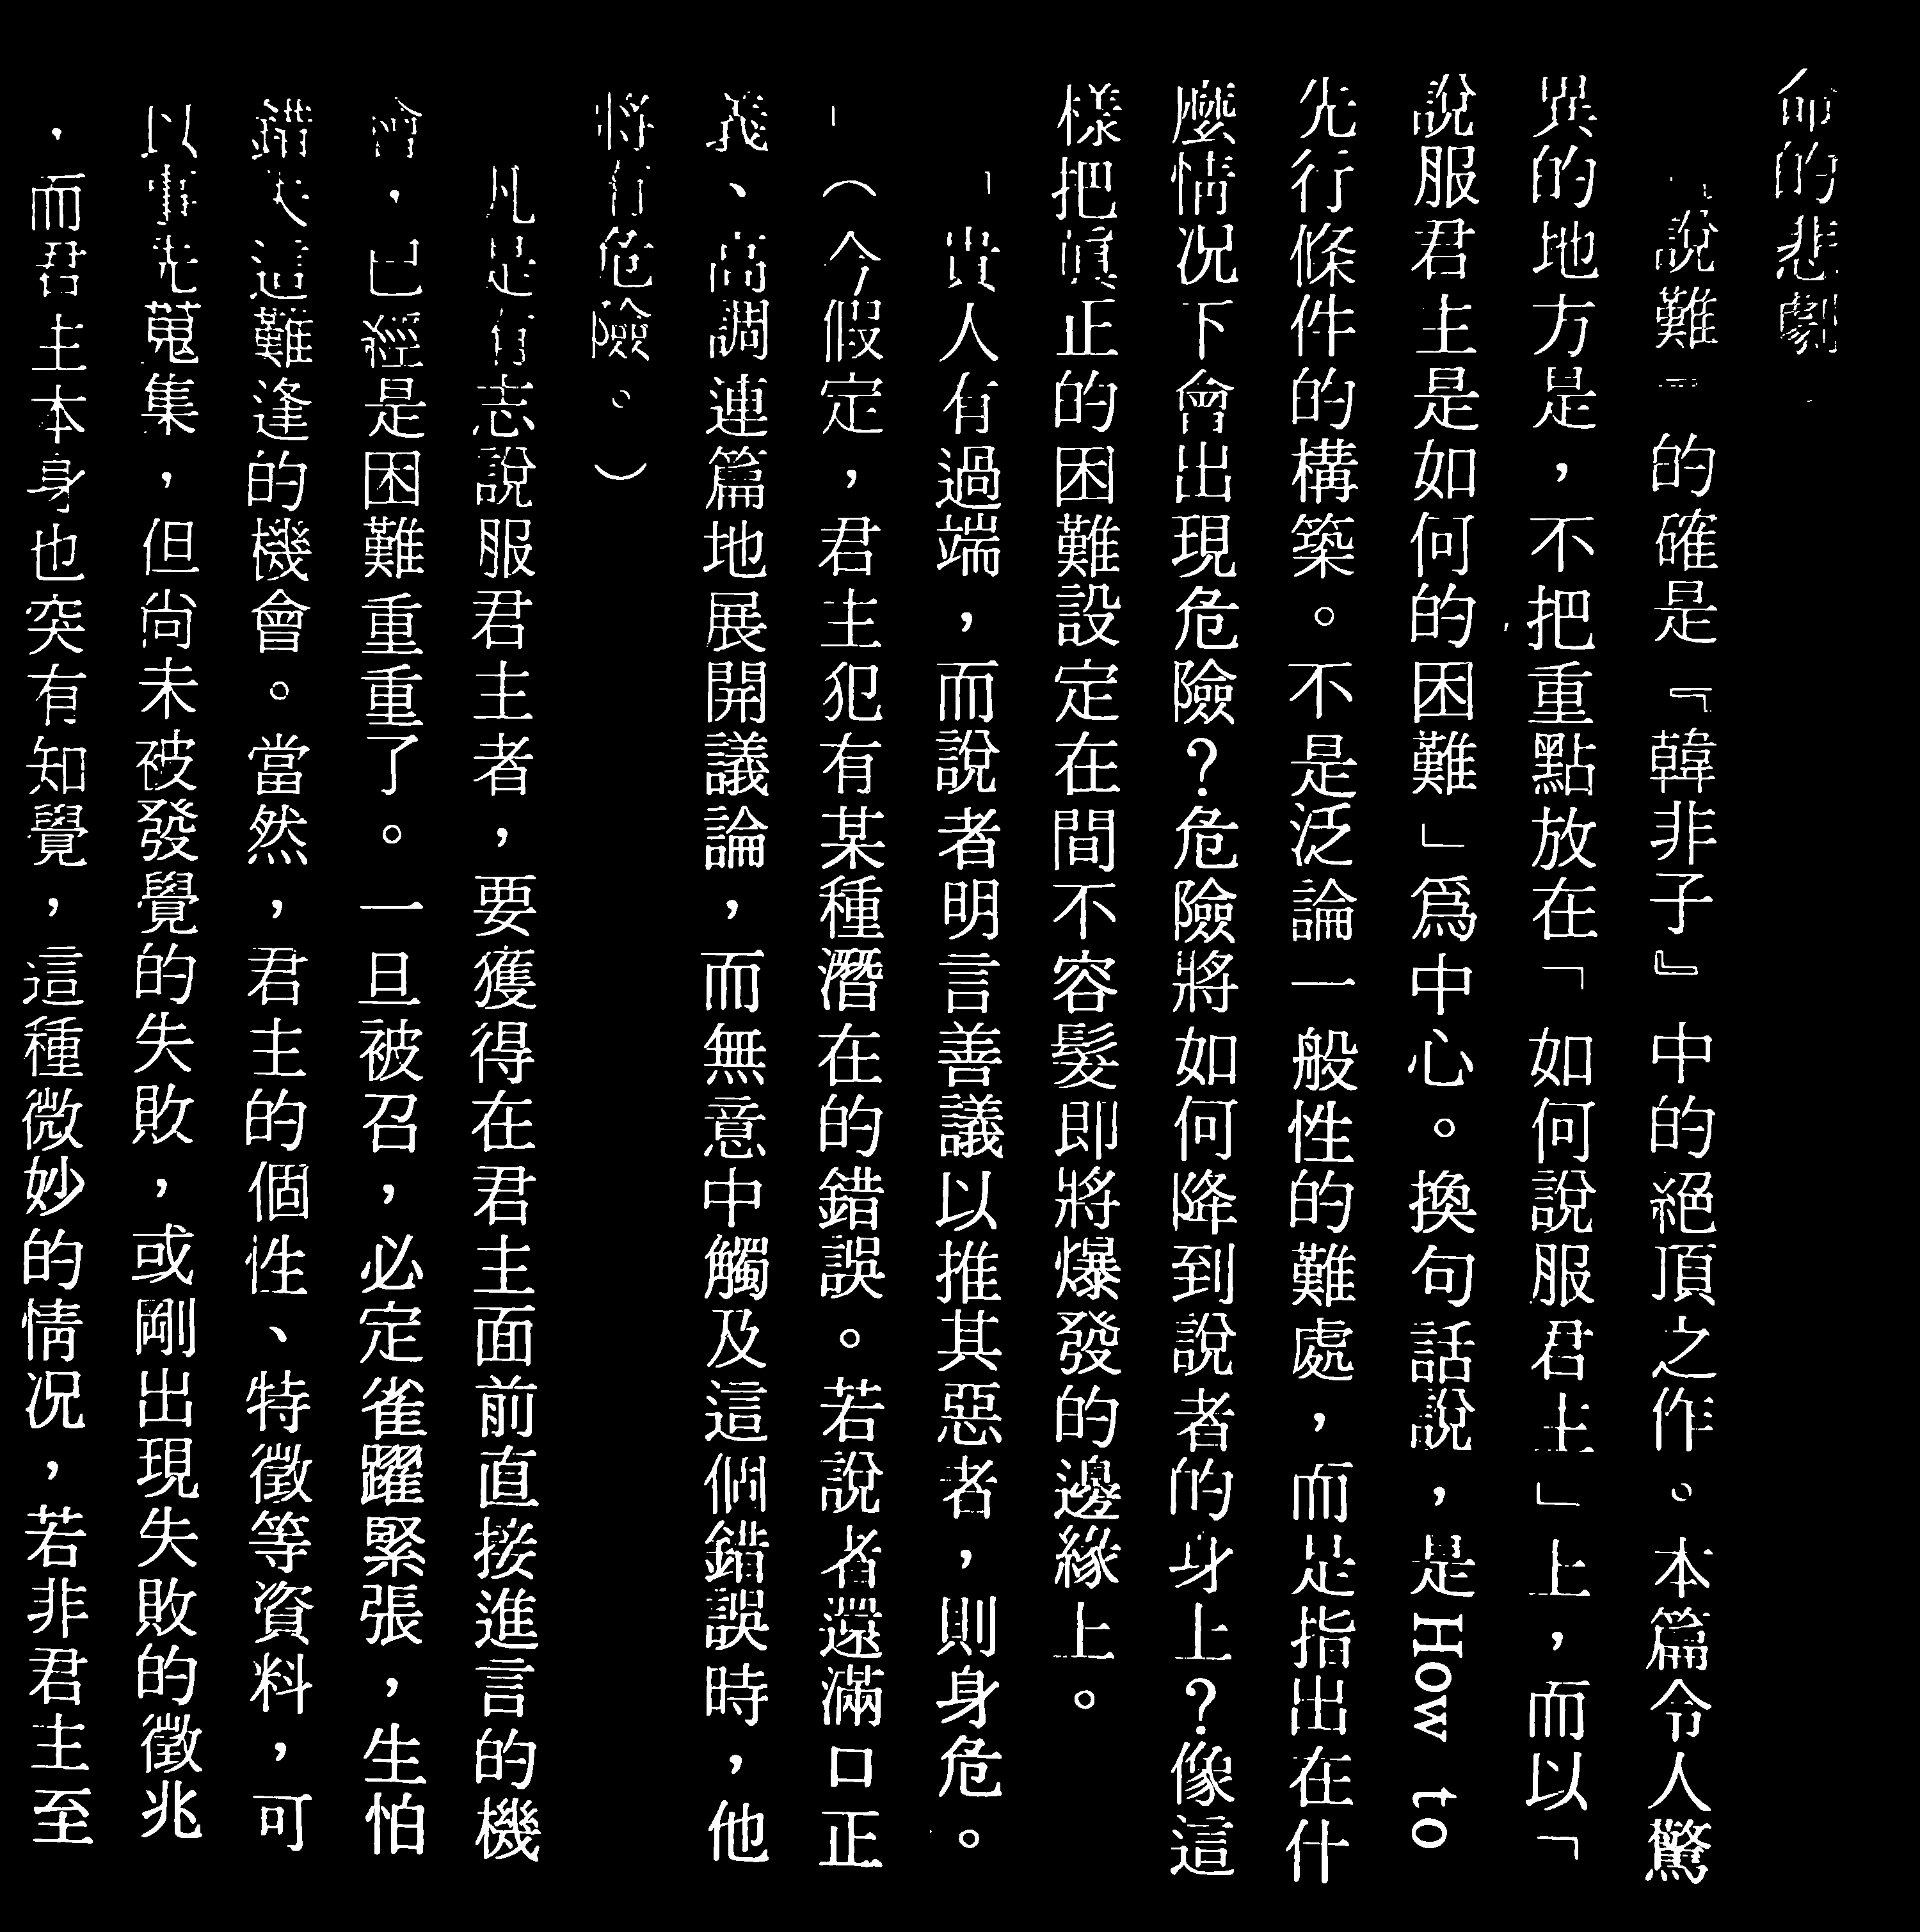 命的悲劇
「說難」的確是『韓非子』中的絕頂之作。本篇令人驚
異的地方是，不把重點放在「如何說服君主」上，而以「
說服君主是如何的困難」爲中心。換句話說，是How to
先行條件的構築。不是泛論一般性的難處，而是指出在什
麼情況下會出現危險？危險將如何降到說者的身上？像這
樣把眞正的困難設定在間不容髮即將爆發的邊緣上。
「貴人有過端，而說者明言善議以推其惡者，則身危。
」（今假定，君主犯有某種潛在的錯誤。若說者還滿口正
義、高調連篇地展開議論，而無意中觸及這個錯誤時，他
將有危險。）
凡是有志說服君主者，要獲得在君主面前直接進言的機
會，已經是困難重重了。一旦被召，必定雀躍緊張，生怕
錯失這難逢的機會。當然，君主的個性、特徵等資料，可
以事先蒐集，但尚未被發覺的失敗，或剛出現失敗的徵兆
，而君主本身也突有知覺，這種微妙的情況，若非君主至